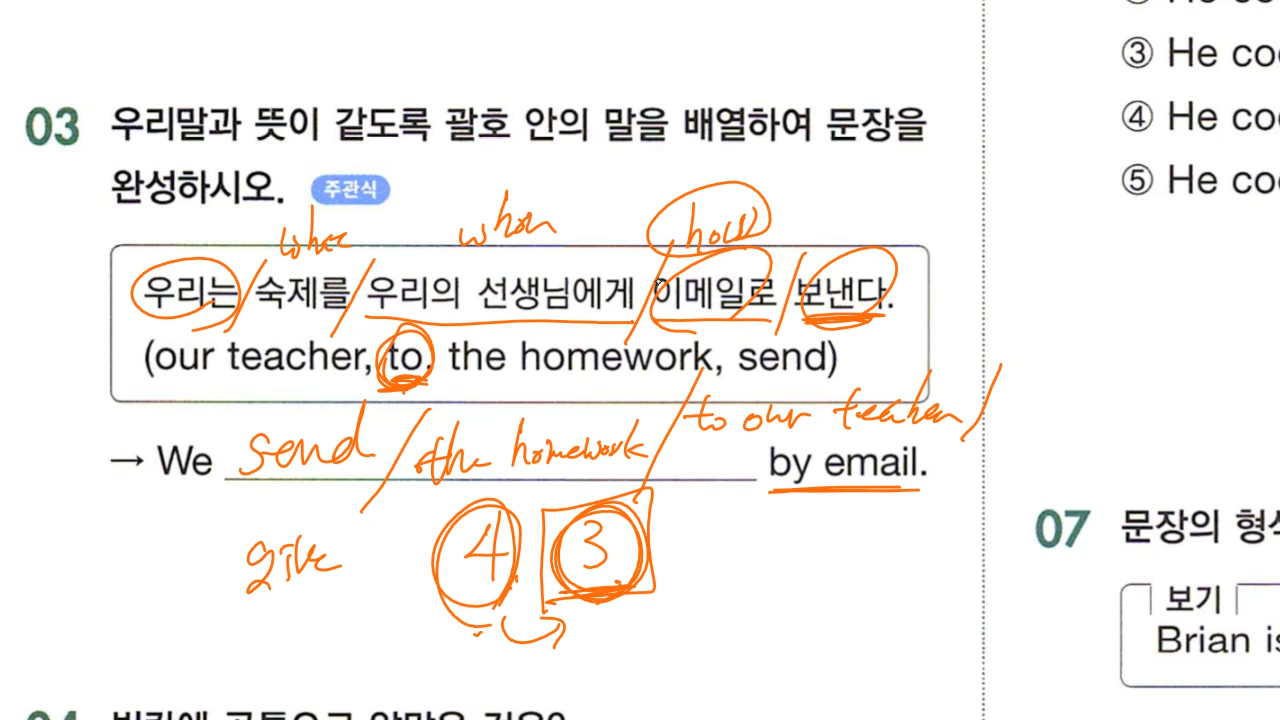 ③ He co
03 우리말과 뜻이 같도록 괄호 안의 말을 배열하여 문장을
④ He co
완성하시오. 주관식
⑤ He co
whom how
우리는 / 숙제를 / 우리의 선생님에게 / 이메일로 / 보낸다.
(our teacher, to, the homework, send)
send / the homework / to our teacher /
→ We by email.
give 4 3
07 문장의 형식
보기
Brian is